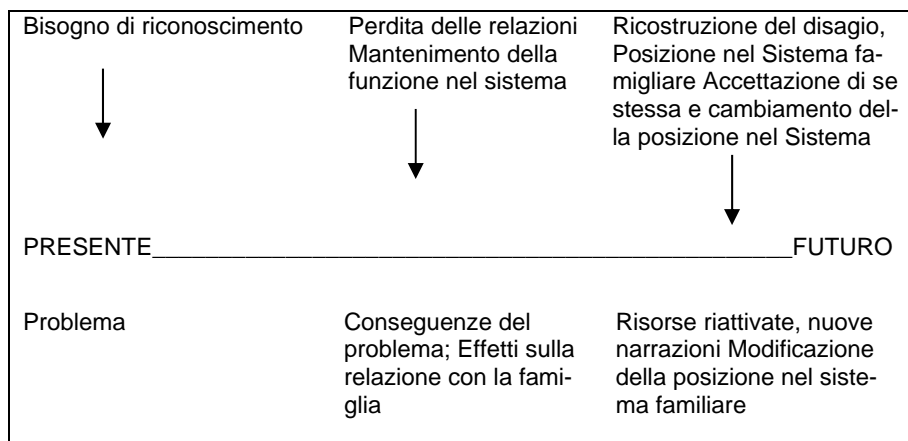 Bisogno di riconoscimento
Perdita delle relazioni
Mantenimento della
funzione nel sistema
Ricostruzione del disagio,
Posizione nel Sistema fa-
migliare Accettazione di se
stessa e cambiamento del-
la posizione nel Sistema
PRESENTE________________________________________________FUTURO
Problema
Conseguenze del
problema; Effetti sulla
relazione con la fami-
glia
Risorse riattivate, nuove
narrazioni Modificazione
della posizione nel siste-
ma familiare